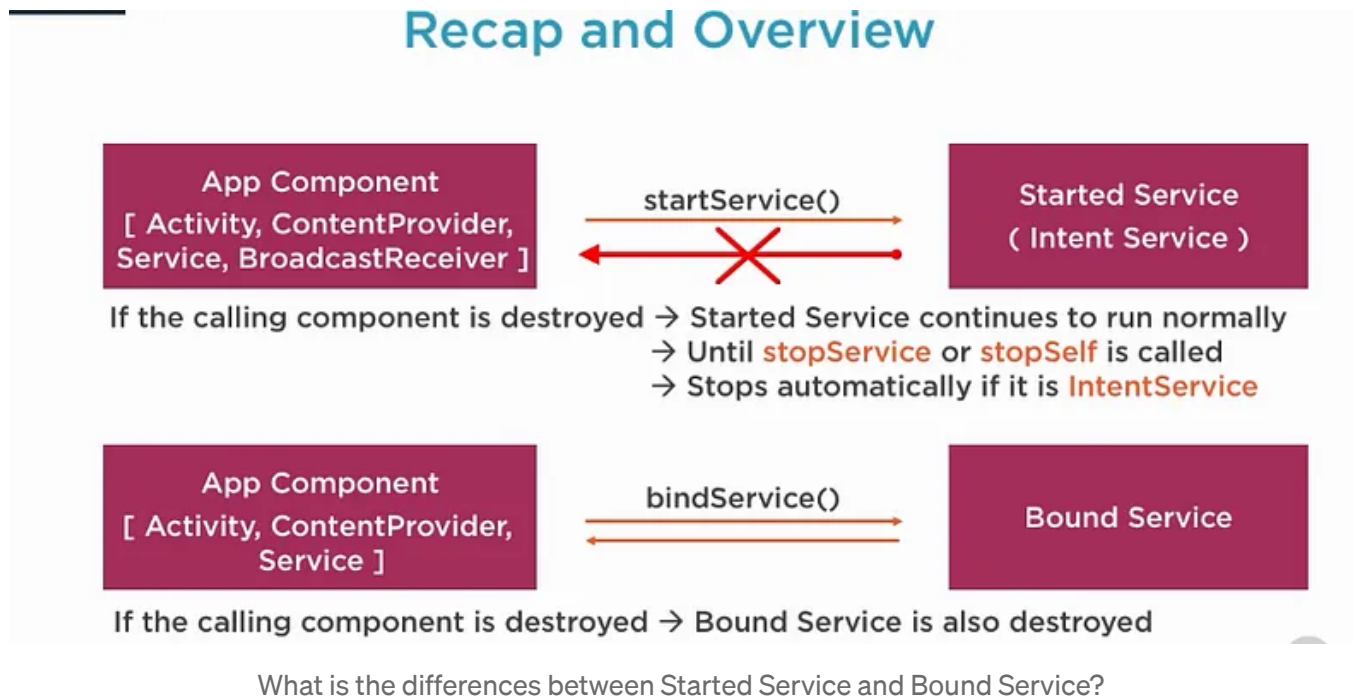 Recap and Overview
App Component
[ Activity, ContentProvider,
Service, BroadcastReceiver ]
startService()
Started Service
( Intent Service )
If the calling component is destroyed → Started Service continues to run normally
→ Until stopService or stopSelf is called
→ Stops automatically if it is IntentService
App Component
[ Activity, ContentProvider,
Service ]
bindService()
Bound Service
If the calling component is destroyed → Bound Service is also destroyed
What is the differences between Started Service and Bound Service?